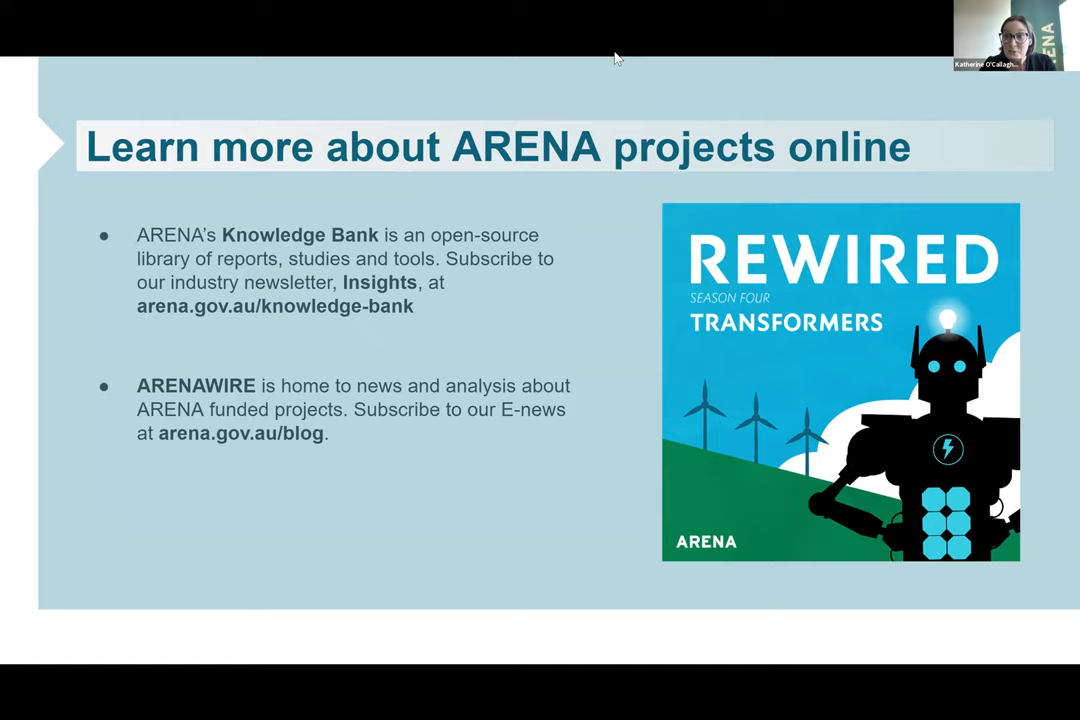 ENA
Katherine O'Callagh...
Learn more about ARENA projects online
● ARENA's Knowledge Bank is an open-source
library of reports, studies and tools. Subscribe to
our industry newsletter, Insights, at
arena.gov.au/knowledge-bank
● ARENAWIRE is home to news and analysis about
ARENA funded projects. Subscribe to our E-news
at arena.gov.au/blog.
REWIRED
SEASON FOUR
TRANSFORMERS
ARENA